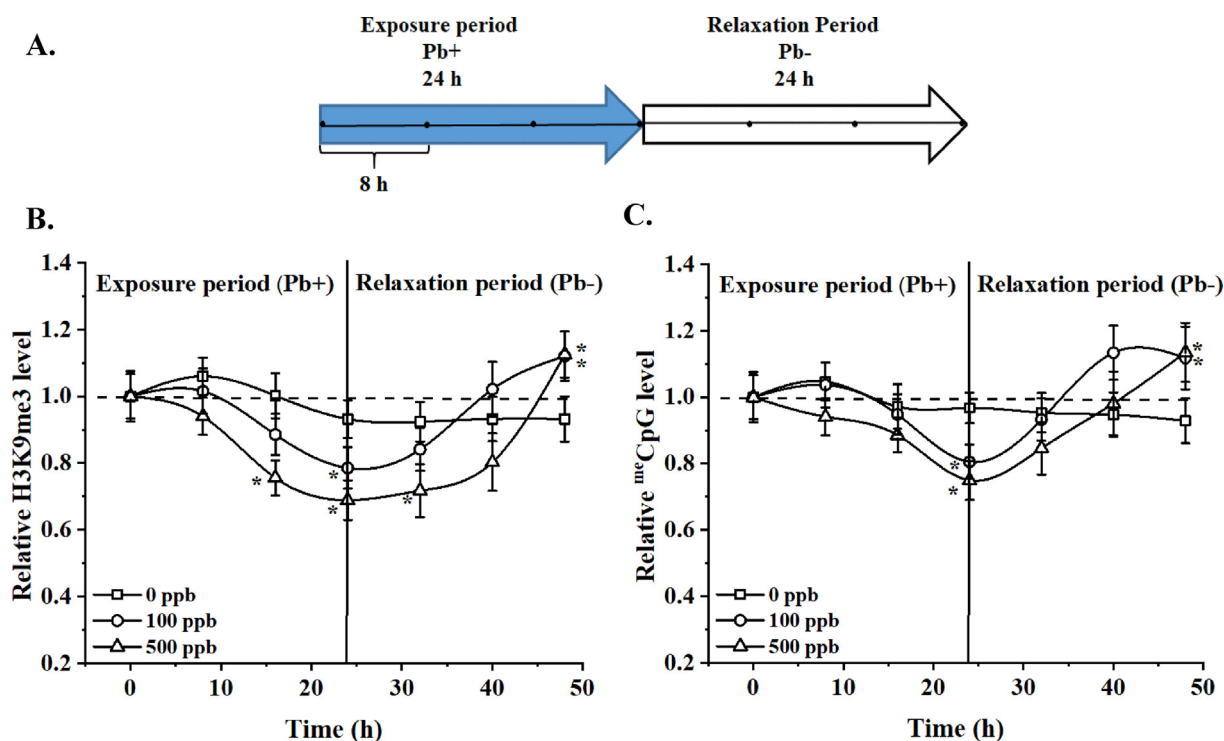 A.
Exposure period
Pb+
24 h
Relaxation Period
Pb-
24 h
8 h
B.
Exposure period (Pb+)
Relaxation period (Pb-)
Relative H3K9me3 level
1.4
1.2
1.0
0.8
0.6
0.4
0.2
*
*
*
*
*
*
0 ppb
100 ppb
500 ppb
0
10
20
30
40
50
Time (h)
C.
Exposure period (Pb+)
Relaxation period (Pb-)
Relative ᵐᵉCpG level
1.4
1.2
1.0
0.8
0.6
0.4
0.2
*
*
*
*
0 ppb
100 ppb
500 ppb
0
10
20
30
40
50
Time (h)